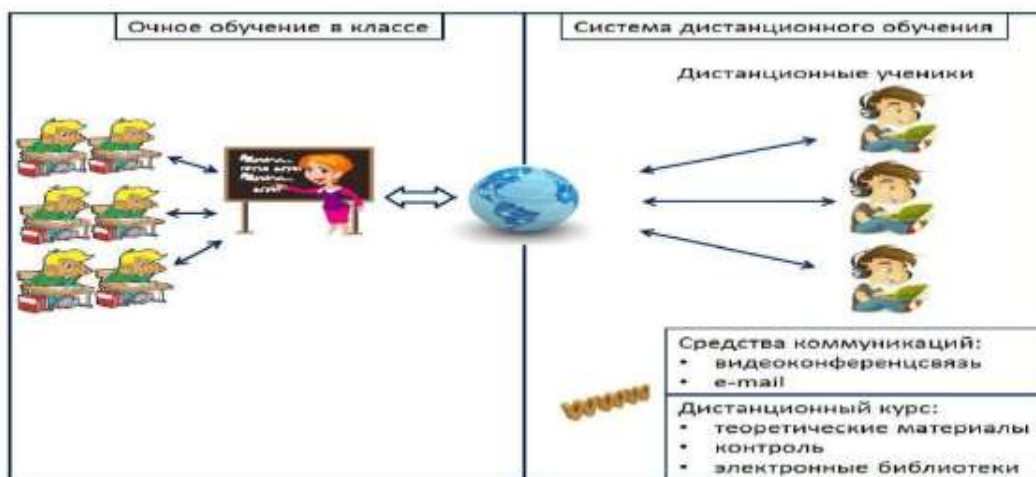 Очное обучение в классе
Система дистанционного обучения
Дистанционные ученики
Средства коммуникаций:
• видеоконференцсвязь
• e-mail
www
Дистанционный курс:
• теоретические материалы
• контроль
• электронные библиотеки